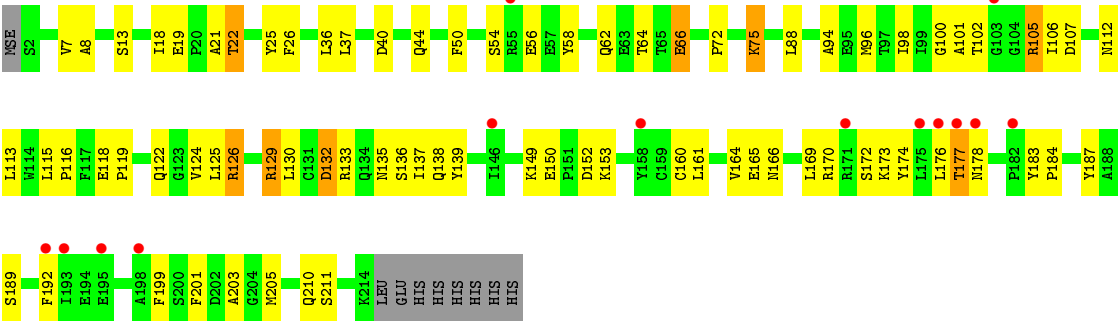 MSE S2 V7 A8 S13 I18 E19 P20 A21 T22 Y25 F26 L36 L37 D40 Q44 F50 S54 R55 E56 E57 Y58 Q62 E63 T64 T65 E66 F72 K75 L88 A94 E95 M96 T97 I98 I99 G100 A101 T102 G103 G104 R105 I106 D107 N112
L113 W114 L115 P116 F117 E118 P119 Q122 G123 V124 L125 R126 R129 L130 C131 D132 R133 Q134 N135 S136 I137 Q138 Y139 I146 K149 E150 P151 D152 K153 Y158 C159 C160 L161 V164 E165 N166 L169 R170 R171 S172 K173 Y174 L175 L176 T177 N178 P182 Y183 P184 Y187 A188
S189 F192 I193 E194 E195 A198 F199 S200 F201 D202 A203 G204 M205 Q210 S211 K214 LEU GLU HIS HIS HIS HIS HIS HIS